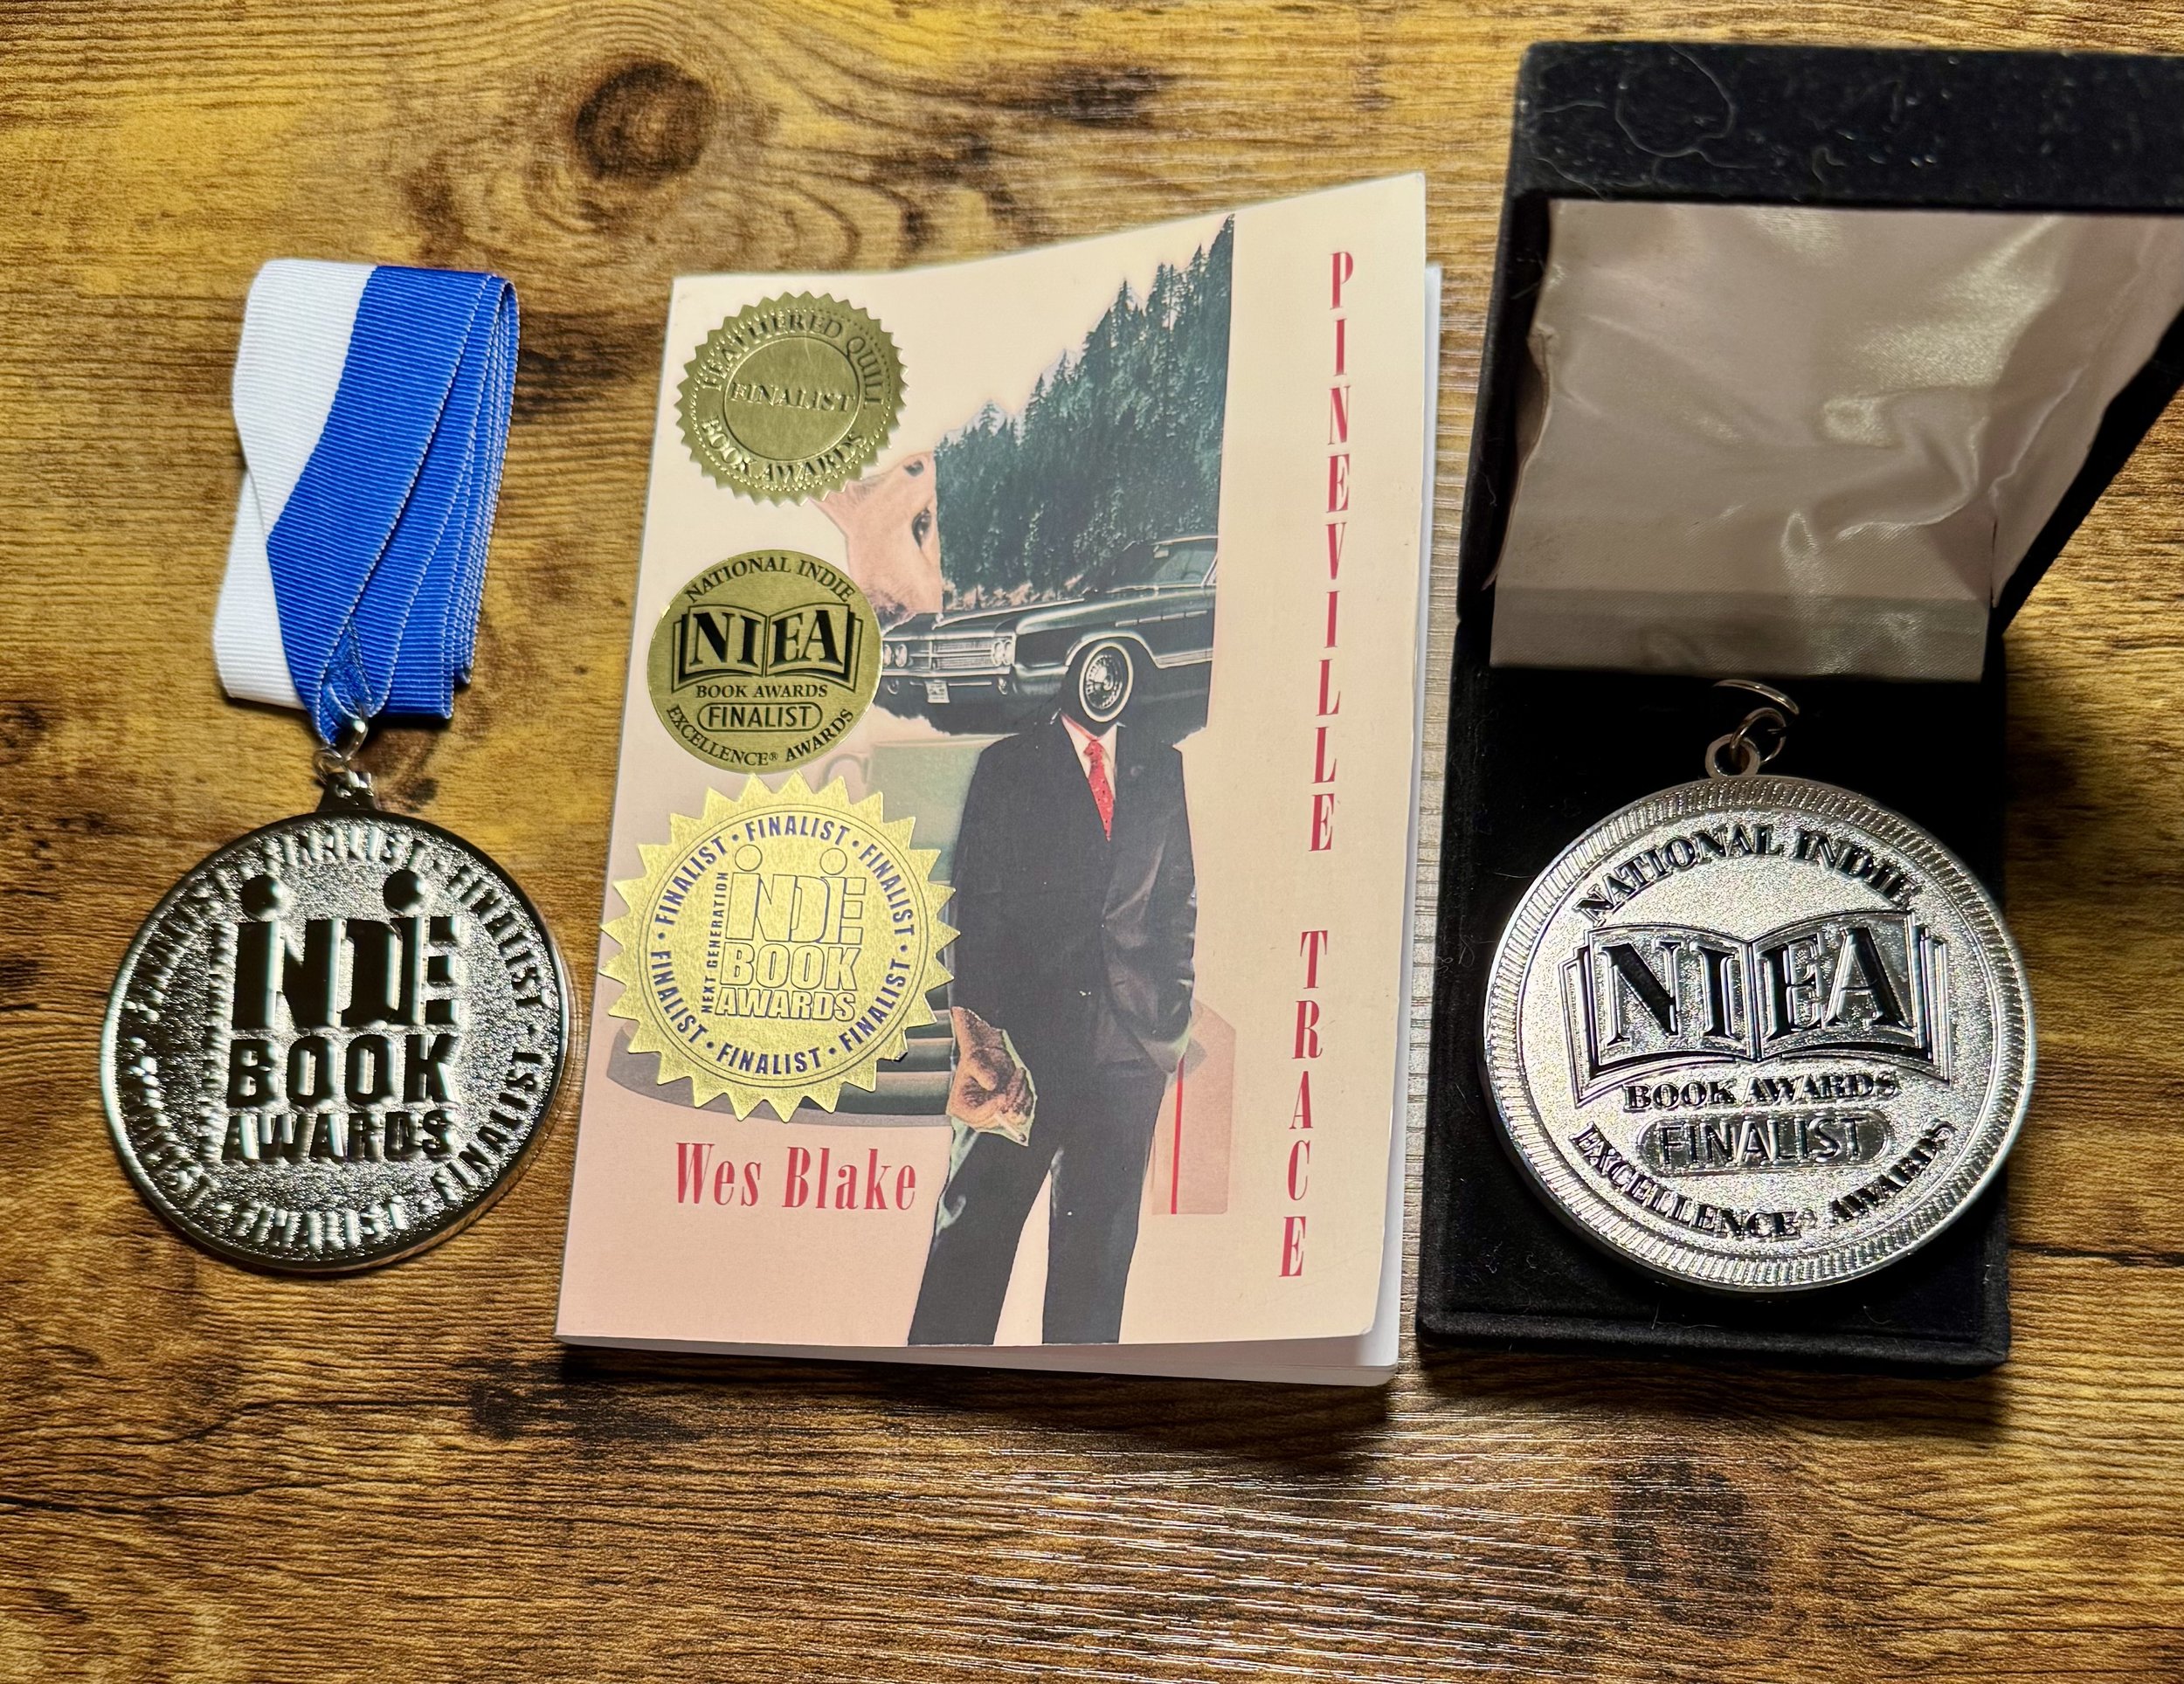 FINALIST · FINALIST · FINALIST · FINALIST · FINALIST · FINALIST
iNDiE
BOOK
AWARDS
FEATHERED QUILL
FINALIST
BOOK AWARDS
NATIONAL INDIE
NIEA
BOOK AWARDS
FINALIST
EXCELLENCE® AWARDS
FINALIST · FINALIST · FINALIST · FINALIST · FINALIST · FINALIST · FINALIST
NEXT GENERATION
iNDiE
BOOK
AWARDS
Wes Blake
PINEVILLE TRACE
NATIONAL INDIE
NIEA
BOOK AWARDS
FINALIST
EXCELLENCE® AWARDS